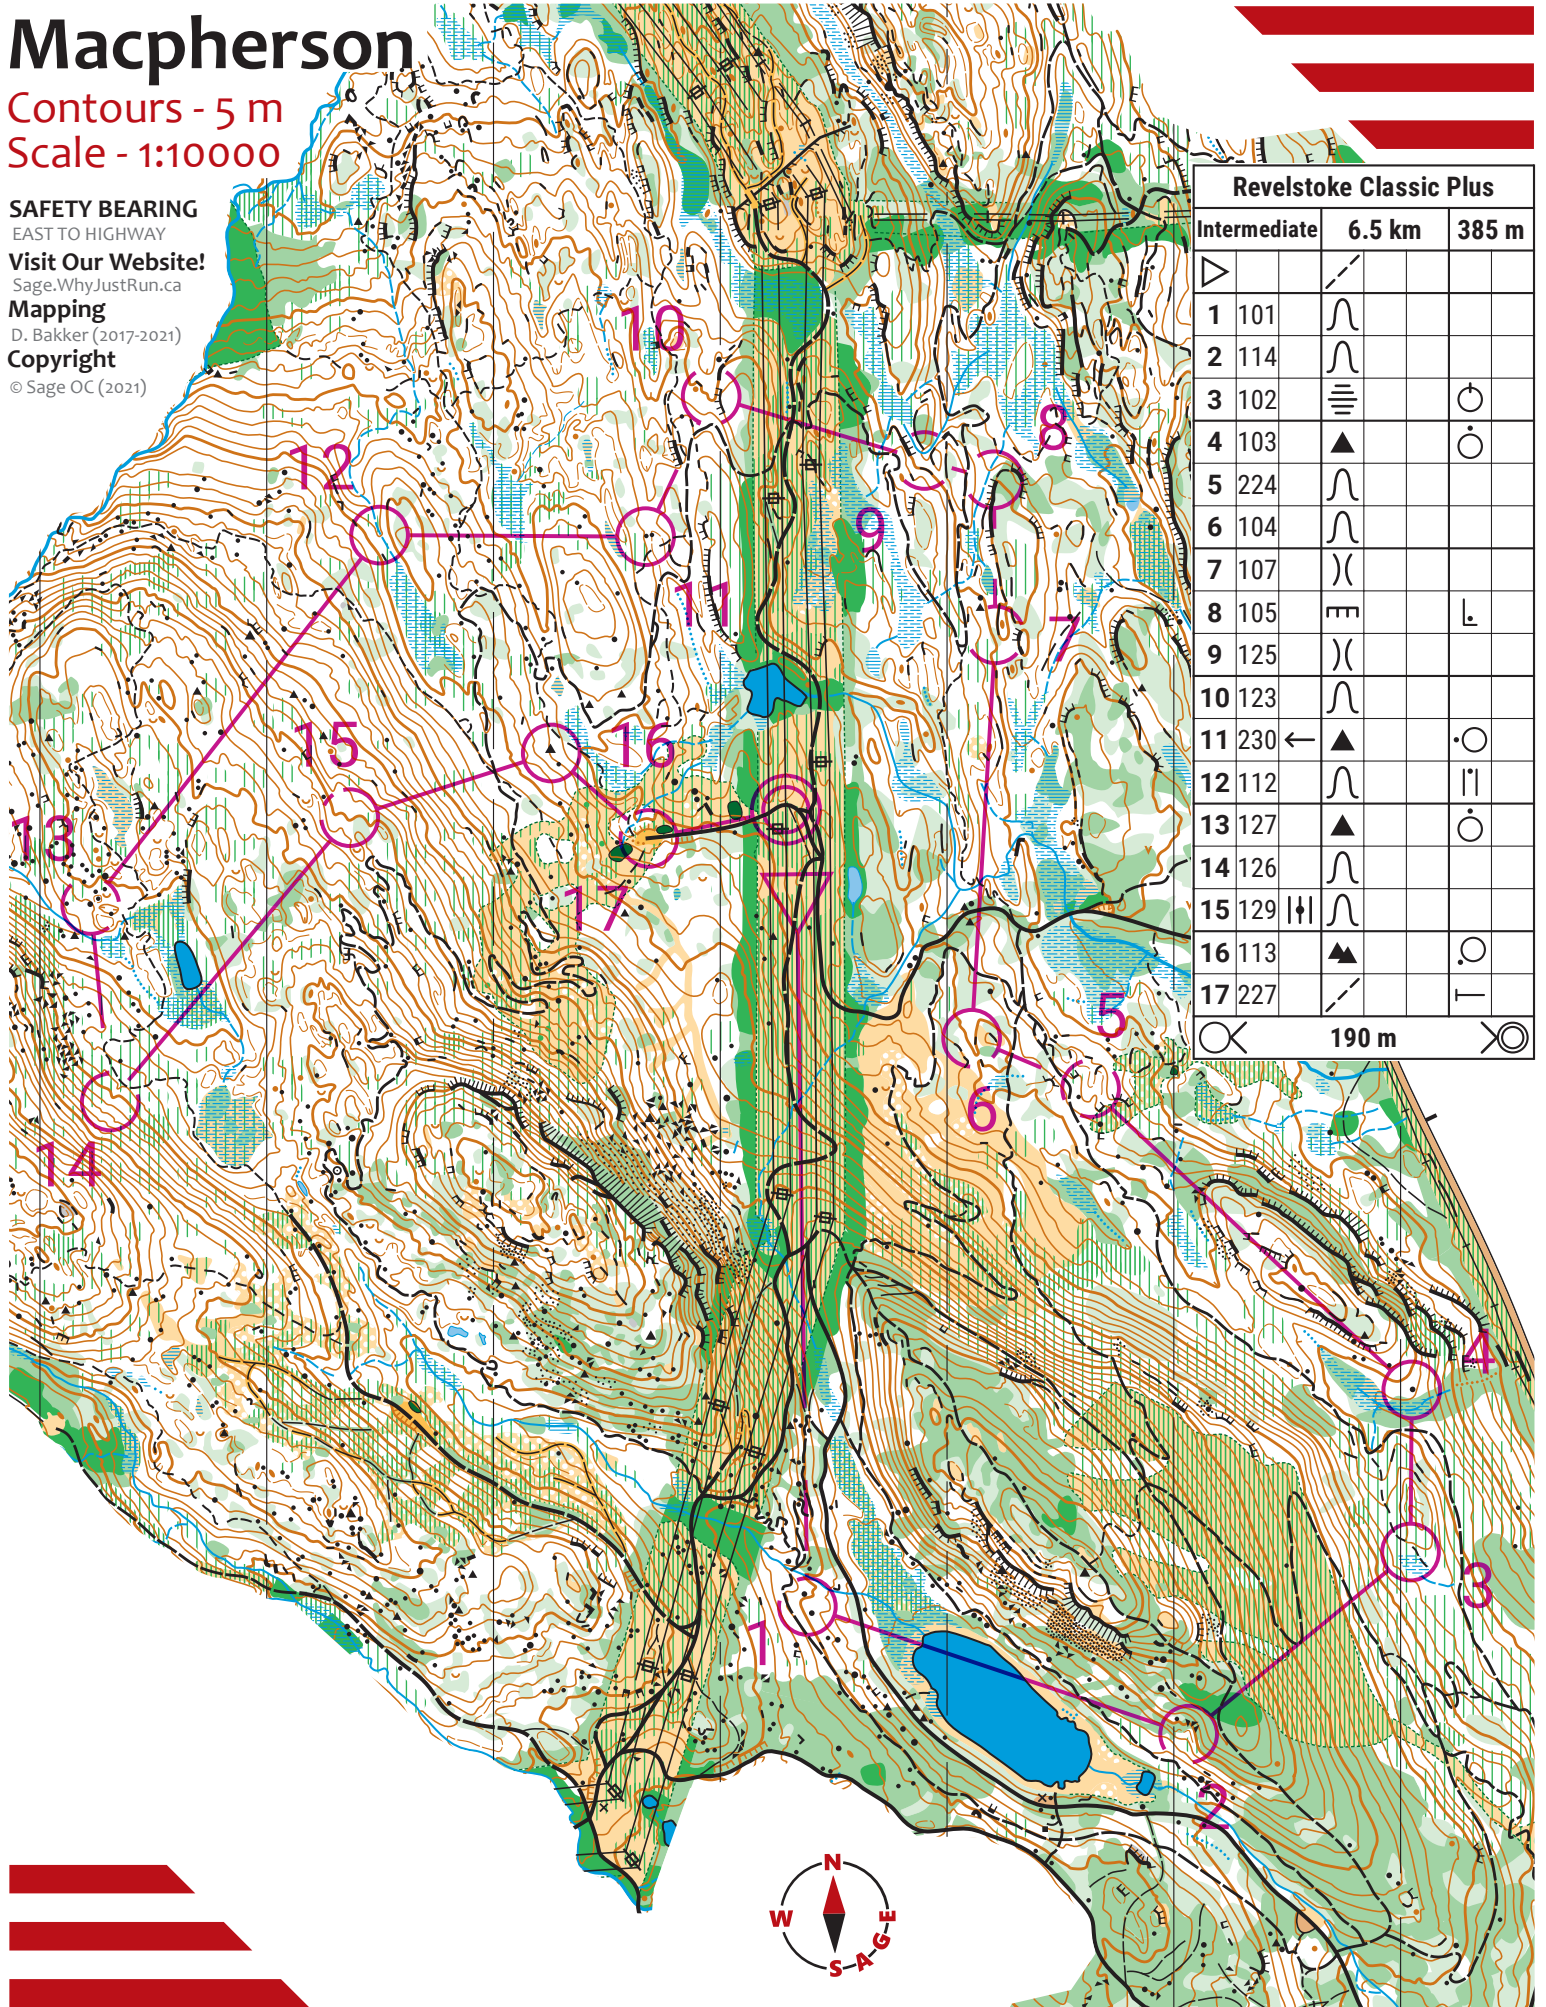 Macpherson
Contours - 5 m
Scale - 1:10000
SAFETY BEARING
EAST TO HIGHWAY
Visit Our Website!
Sage.WhyJustRun.ca
Mapping
D. Bakker (2017-2021)
Copyright
© Sage OC (2021)
Revelstoke Classic Plus
Intermediate 6.5 km 385 m
1 101
2 114
3 102
4 103
5 224
6 104
7 107
8 105
9 125
10 123
11 230
12 112
13 127
14 126
15 129
16 113
17 227
190 m
10
8
12
9
11
7
15
16
13
17
5
6
14
4
3
1
2
N
W E
S A G